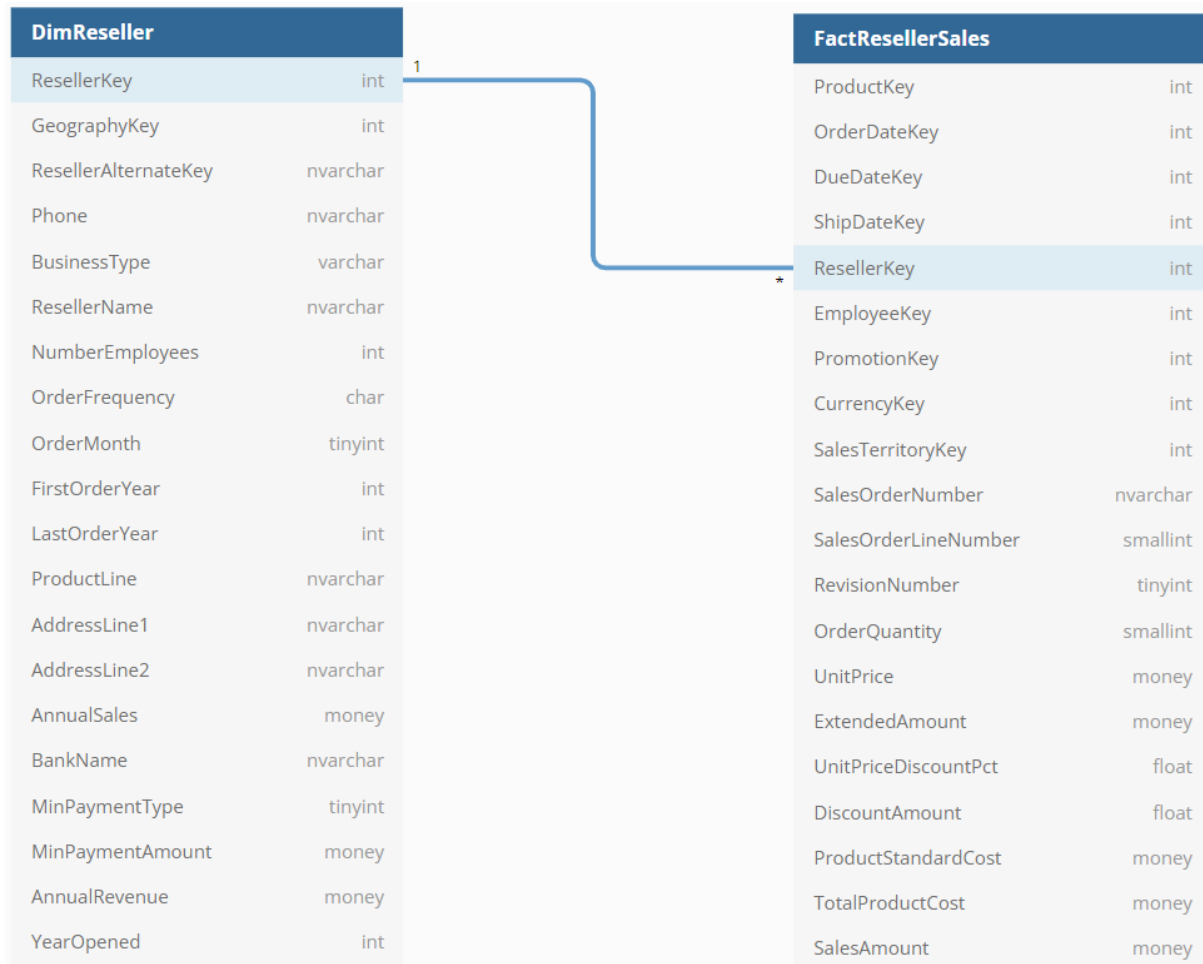 DimReseller
ResellerKey int
GeographyKey int
ResellerAlternateKey nvarchar
Phone nvarchar
BusinessType varchar
ResellerName nvarchar
NumberEmployees int
OrderFrequency char
OrderMonth tinyint
FirstOrderYear int
LastOrderYear int
ProductLine nvarchar
AddressLine1 nvarchar
AddressLine2 nvarchar
AnnualSales money
BankName nvarchar
MinPaymentType tinyint
MinPaymentAmount money
AnnualRevenue money
YearOpened int
1
*
FactResellerSales
ProductKey int
OrderDateKey int
DueDateKey int
ShipDateKey int
ResellerKey int
EmployeeKey int
PromotionKey int
CurrencyKey int
SalesTerritoryKey int
SalesOrderNumber nvarchar
SalesOrderLineNumber smallint
RevisionNumber tinyint
OrderQuantity smallint
UnitPrice money
ExtendedAmount money
UnitPriceDiscountPct float
DiscountAmount float
ProductStandardCost money
TotalProductCost money
SalesAmount money